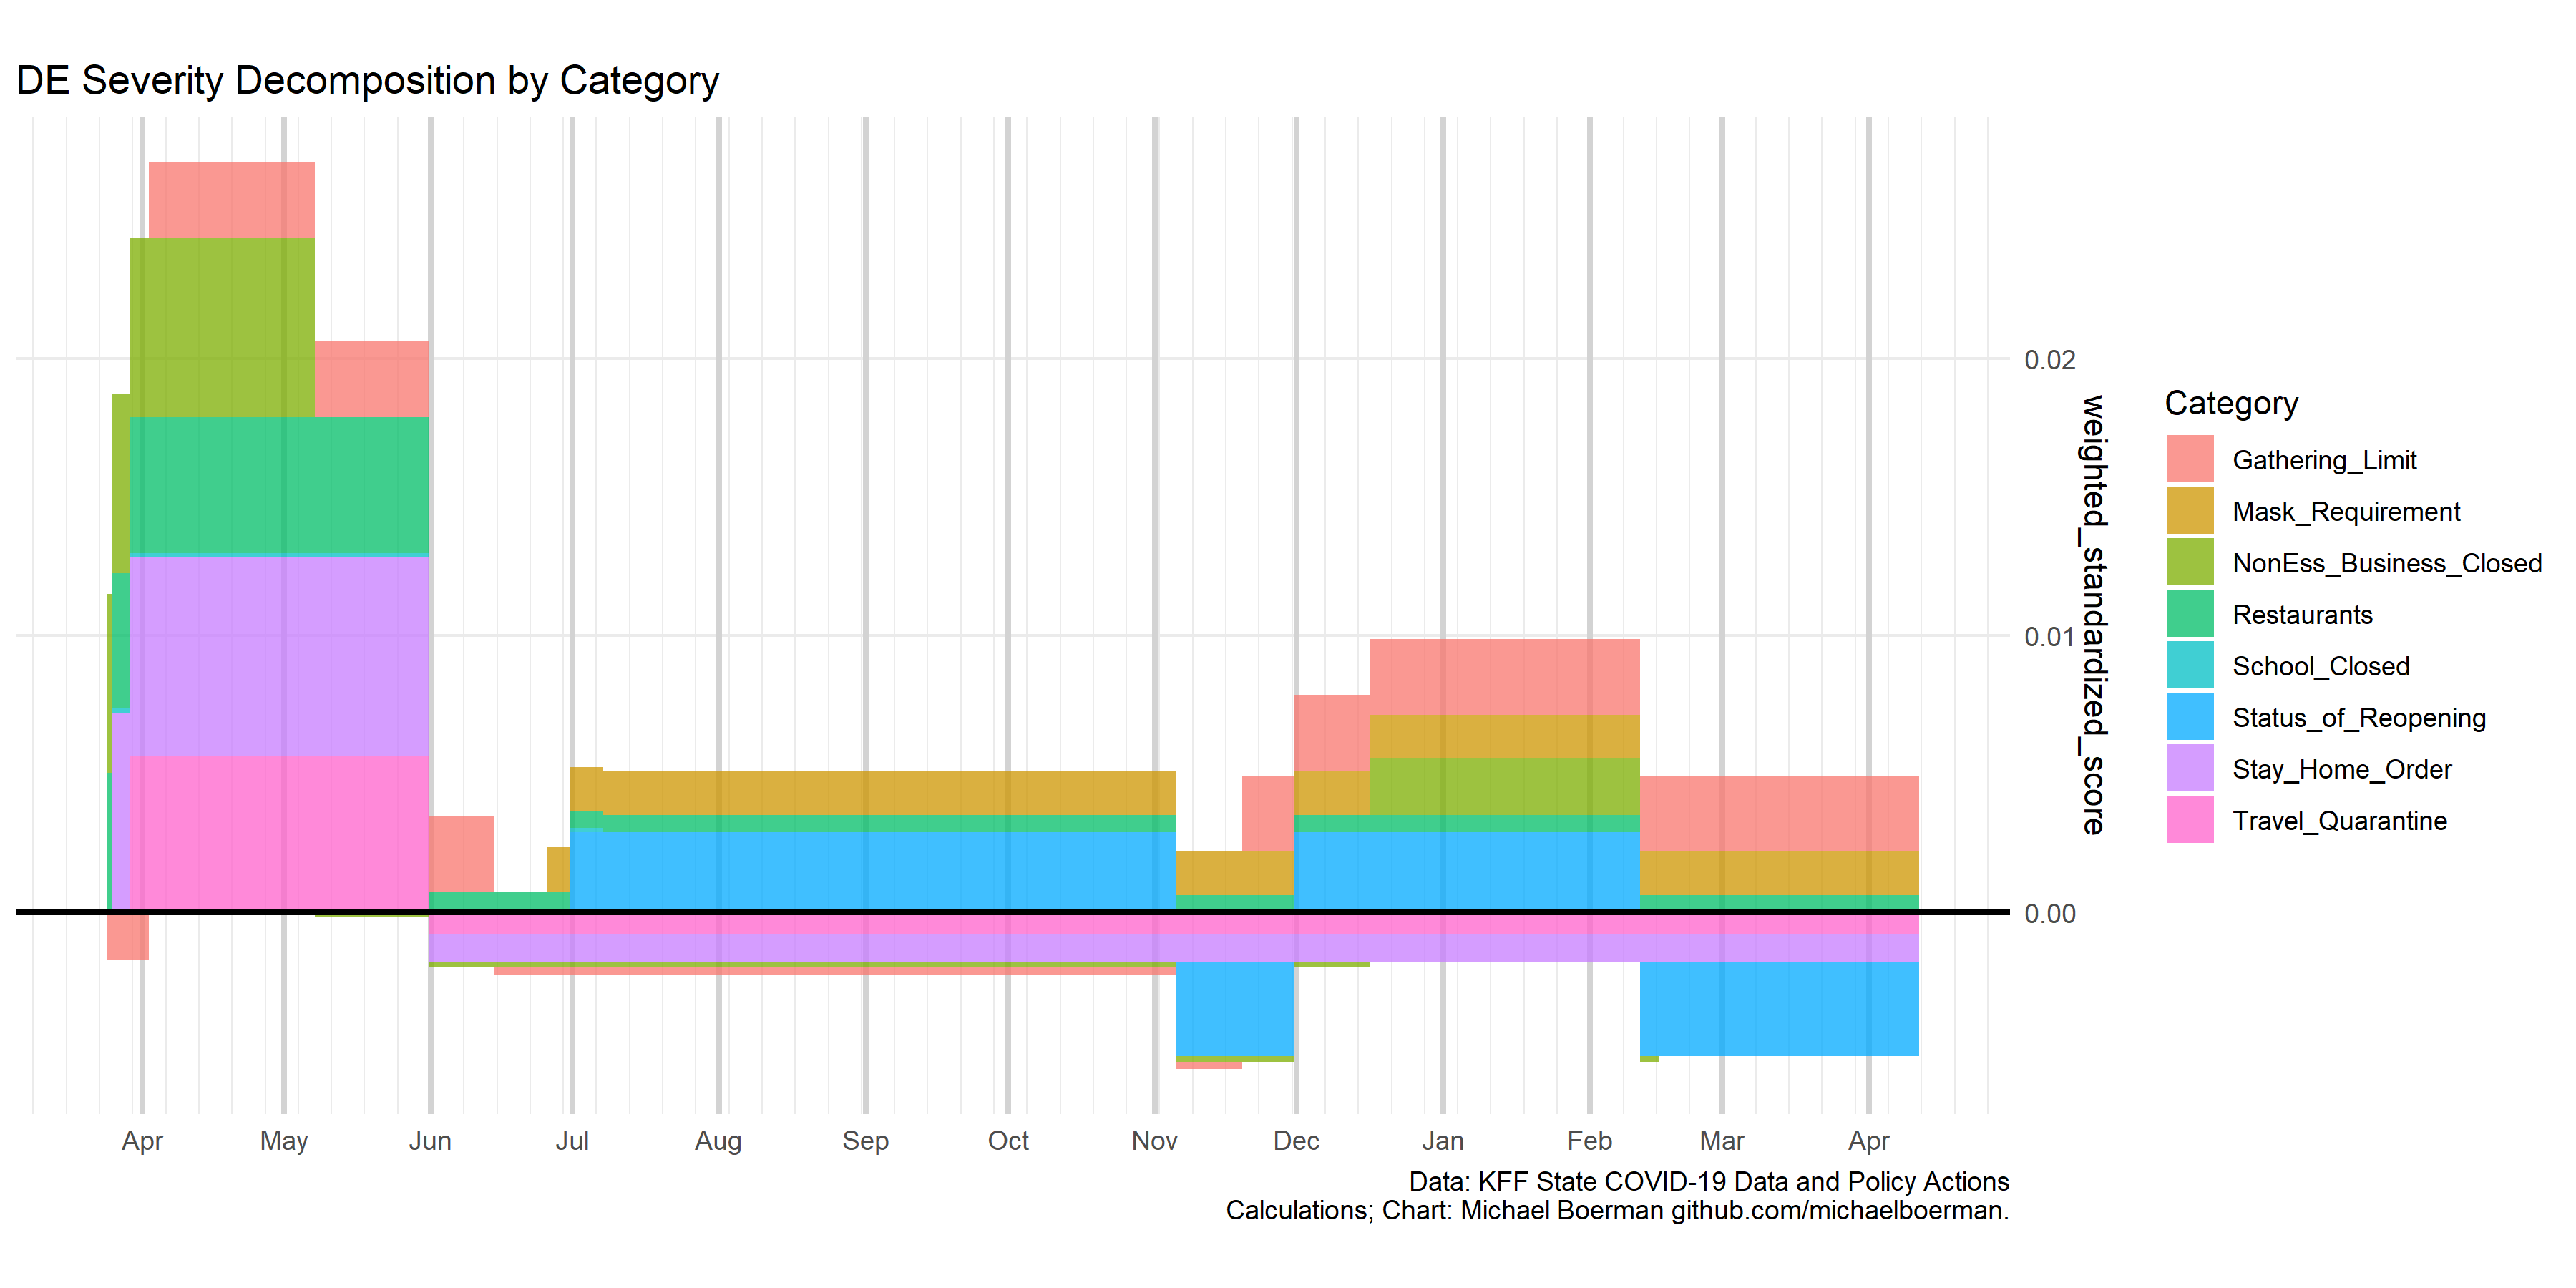 DE Severity Decomposition by Category
0.02
0.01
0.00
weighted_standardized_score
Category
Gathering_Limit
Mask_Requirement
NonEss_Business_Closed
Restaurants
School_Closed
Status_of_Reopening
Stay_Home_Order
Travel_Quarantine
Apr May Jun Jul Aug Sep Oct Nov Dec Jan Feb Mar Apr
Data: KFF State COVID-19 Data and Policy Actions
Calculations; Chart: Michael Boerman github.com/michaelboerman.